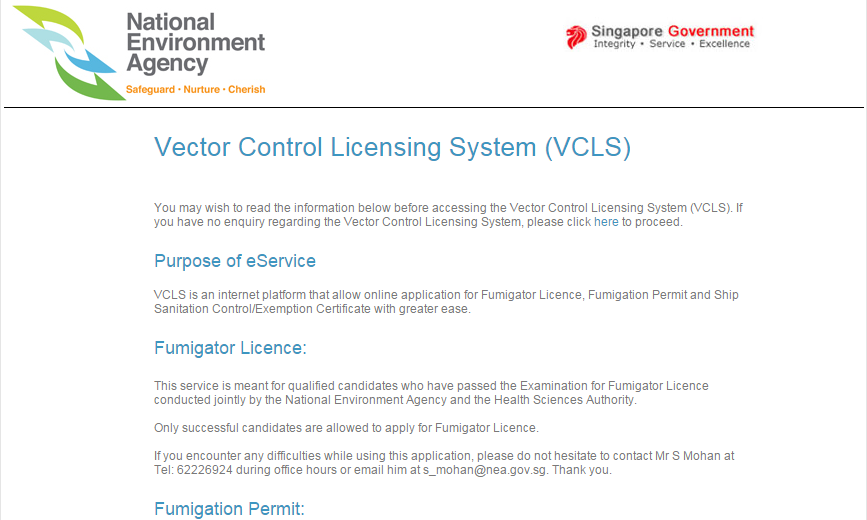 National
Environment
Agency
Safeguard • Nurture • Cherish
Singapore Government
Integrity • Service • Excellence
Vector Control Licensing System (VCLS)
You may wish to read the information below before accessing the Vector Control Licensing System (VCLS). If
you have no enquiry regarding the Vector Control Licensing System, please click here to proceed.
Purpose of eService
VCLS is an internet platform that allow online application for Fumigator Licence, Fumigation Permit and Ship
Sanitation Control/Exemption Certificate with greater ease.
Fumigator Licence:
This service is meant for qualified candidates who have passed the Examination for Fumigator Licence
conducted jointly by the National Environment Agency and the Health Sciences Authority.
Only successful candidates are allowed to apply for Fumigator Licence.
If you encounter any difficulties while using this application, please do not hesitate to contact Mr S Mohan at
Tel: 62226924 during office hours or email him at s_mohan@nea.gov.sg. Thank you.
Fumigation Permit: